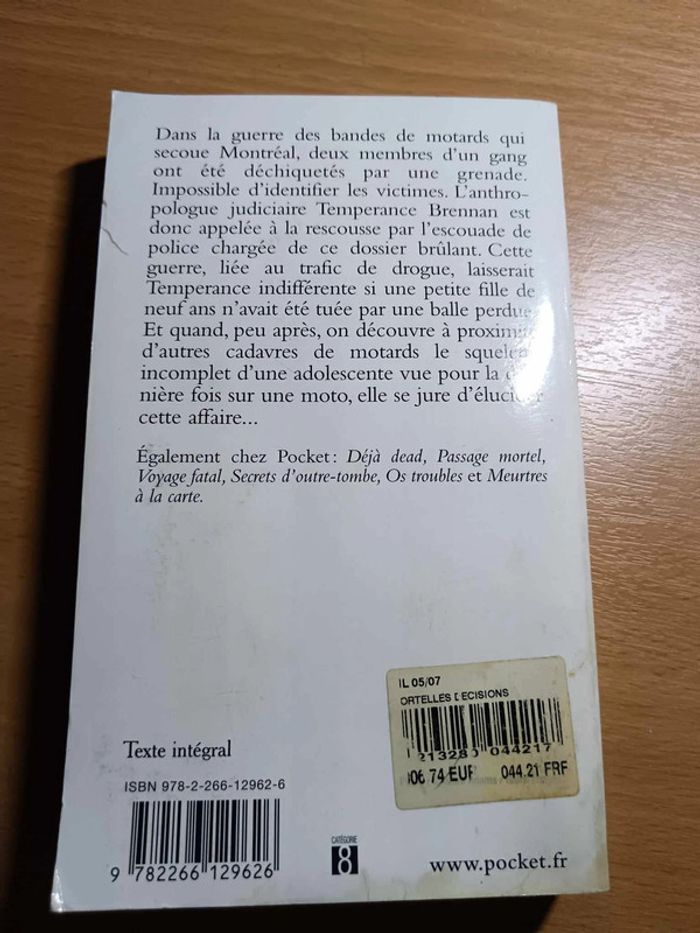 Dans la guerre des bandes de motards qui
secoue Montréal, deux membres d'un gang
ont été déchiquetés par une grenade.
Impossible d'identifier les victimes. L'anthro-
pologue judiciaire Temperance Brennan est
donc appelée à la rescousse par l'escouade de
police chargée de ce dossier brûlant. Cette
guerre, liée au trafic de drogue, laisserait
Temperance indifférente si une petite fille de
neuf ans n'avait été tuée par une balle perdue.
Et quand, peu après, on découvre à proximité
d'autres cadavres de motards le squelette
incomplet d'une adolescente vue pour la der-
nière fois sur une moto, elle se jure d'élucider
cette affaire...
Également chez Pocket : Déjà dead, Passage mortel,
Voyage fatal, Secrets d'outre-tombe, Os troubles et Meurtres
à la carte.
IL 05/07
ORTELLES DECISIONS
213280 044217
06,74 EUR 044.21 FRF
Texte intégral
ISBN 978-2-266-12962-6
9 782266 129626
CATÉGORIE
8
www.pocket.fr